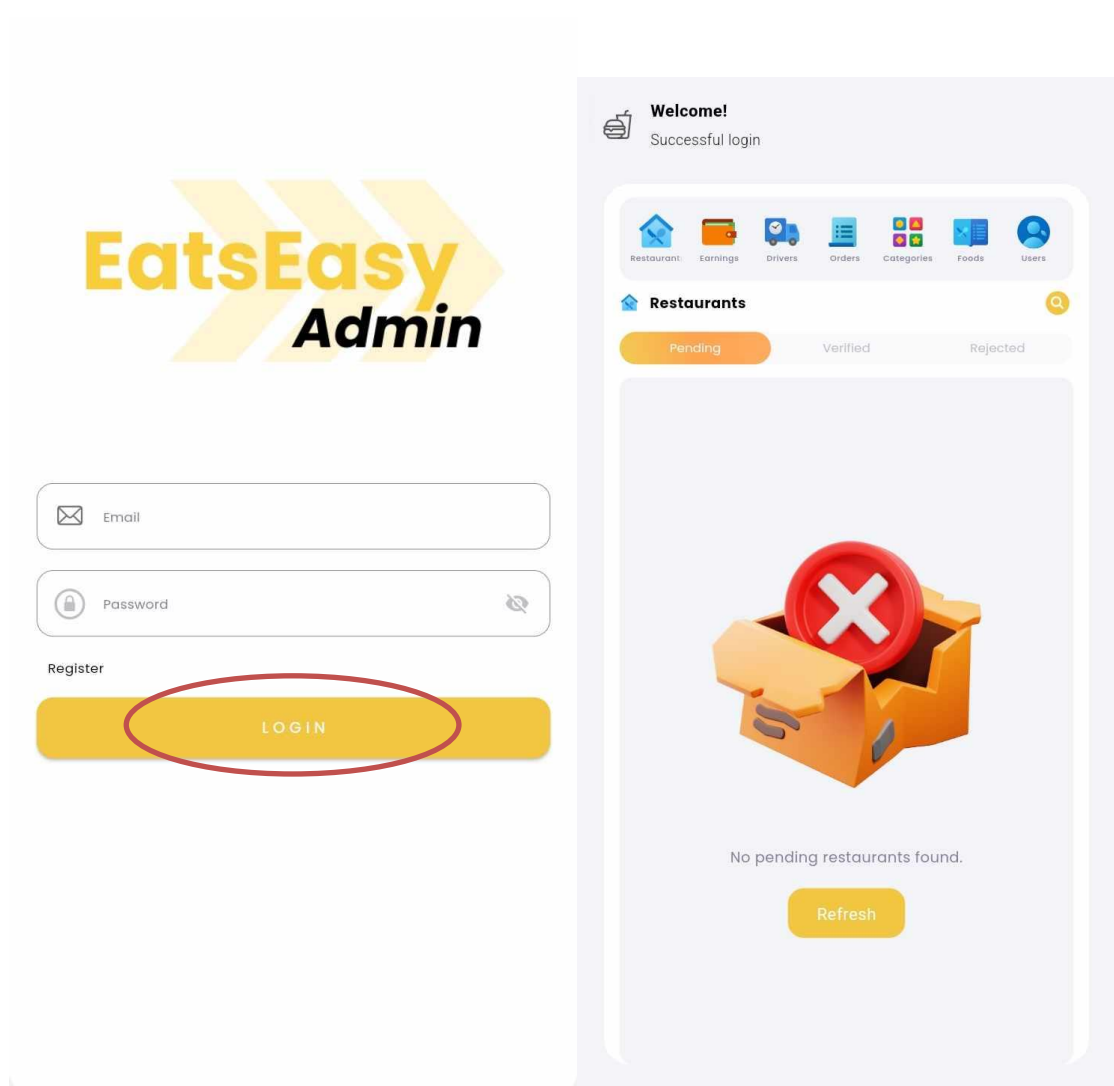 EatsEasy
Admin
Email
Password
Register
LOGIN
Welcome!
Successful login
Restaurant
Earnings
Drivers
Orders
Categories
Foods
Users
Restaurants
Pending
Verified
Rejected
No pending restaurants found.
Refresh